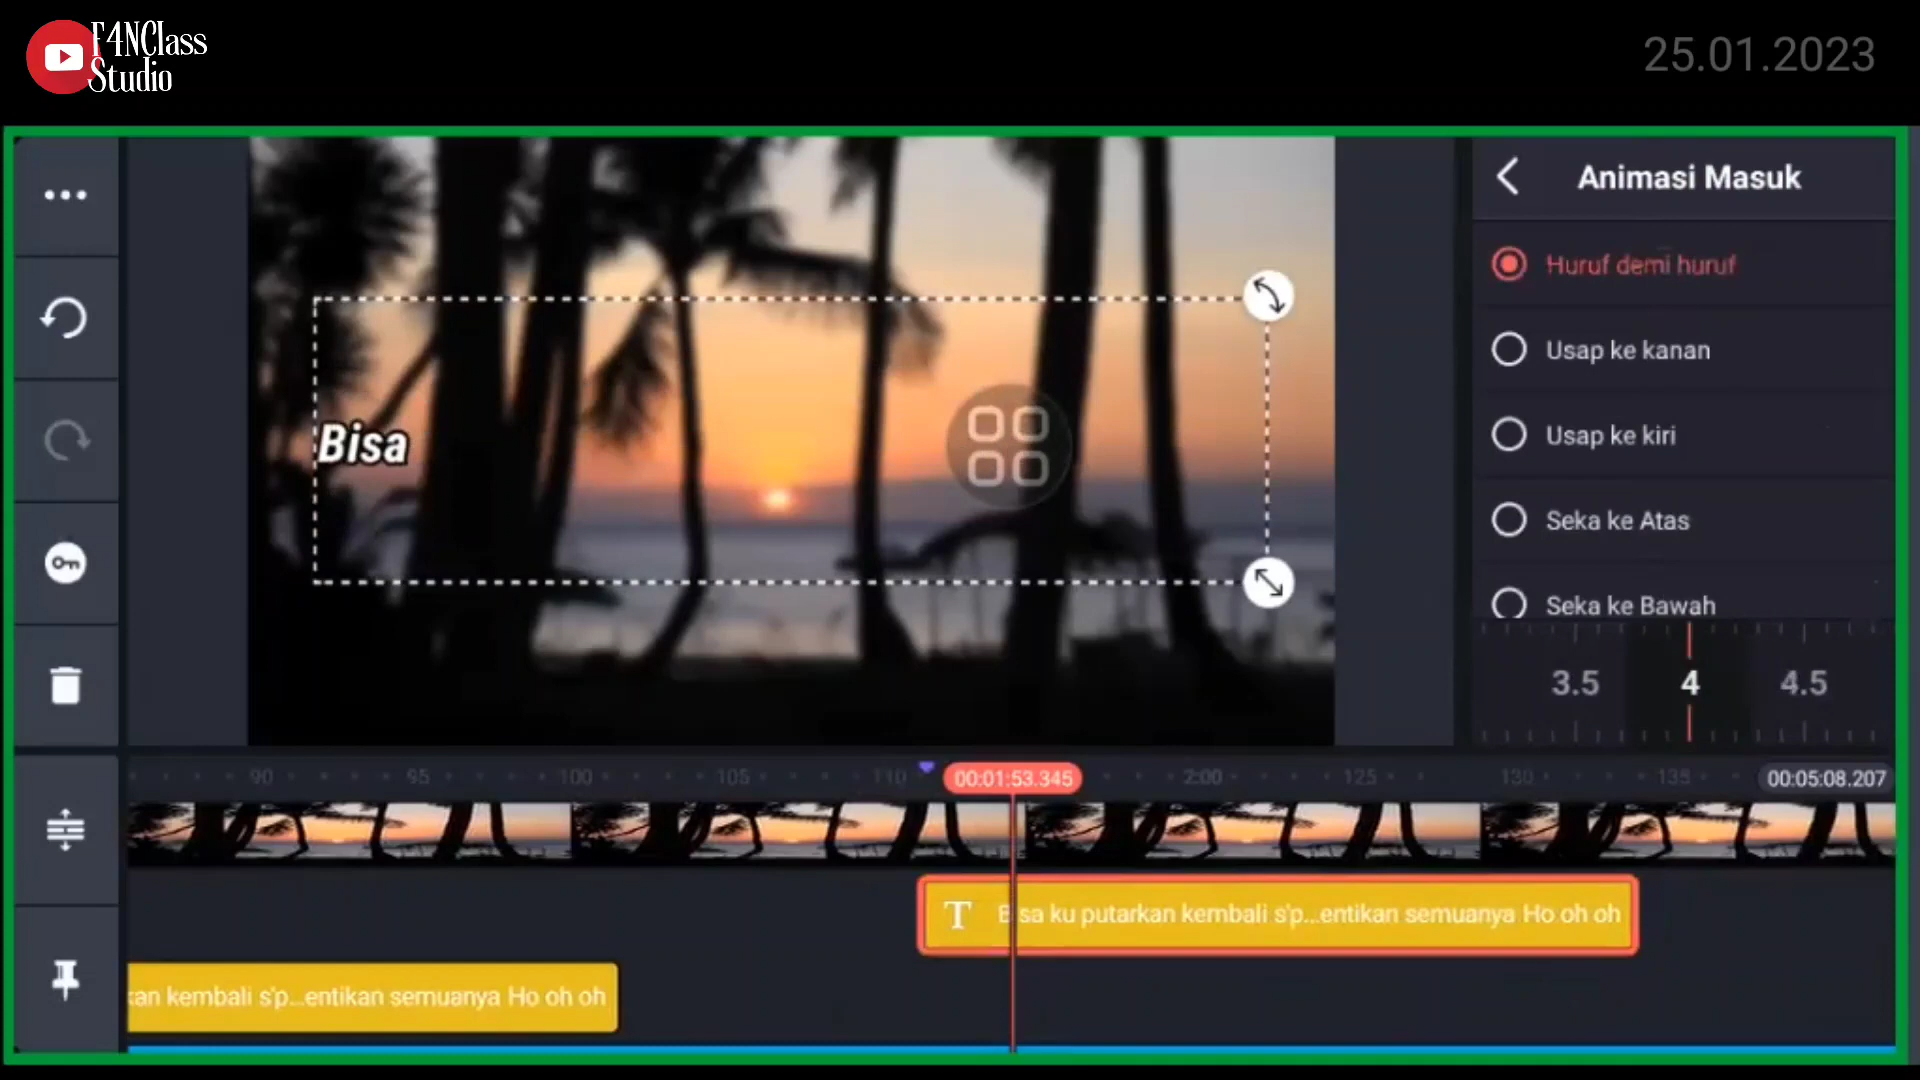 F4NClass
Studio
25.01.2023
Animasi Masuk
Huruf demi huruf
Usap ke kanan
Usap ke kiri
Seka ke Atas
Seka ke Bawah
Bisa
3.5 4 4.5
90 95 100 105 110 00:01:53.345 2:00 125 130 135 00:05:08.207
T Bisa ku putarkan kembali s'p...entikan semuanya Ho oh oh
kan kembali s'p...entikan semuanya Ho oh oh